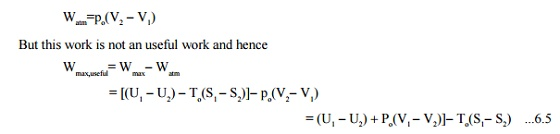 W_atm=p_o(V_2 – V_1)
But this work is not an useful work and hence
W_max,useful = W_max – W_atm
= [(U_1 – U_2) – T_o(S_1 – S_2)]– p_o(V_2– V_1)
= (U_1 – U_2) + P_o(V_1 – V_2)]– T_o(S_1– S_2) ...6.5